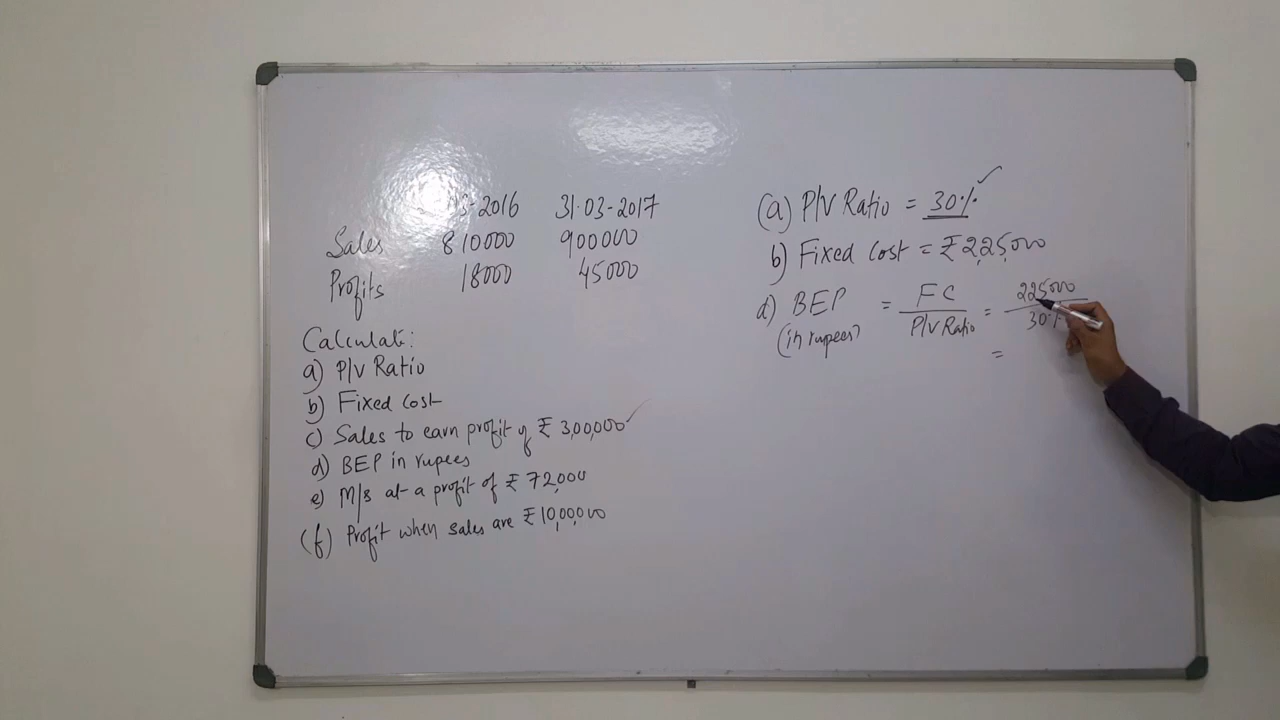 -2016 31.03-2017
Sales 810000 900000
Profits 18000 45000
Calculate:
a) P/V Ratio
b) Fixed cost
c) Sales to earn profit of ₹ 3,00,000
d) BEP in rupees
e) M/s at a profit of ₹ 72,000
(f) Profit when sales are ₹ 10,00,000
(a) P/V Ratio = 30%
b) Fixed cost = ₹ 2,25,000
d) BEP = FC / P/V Ratio = 225000 / 30%
(in rupees)
=